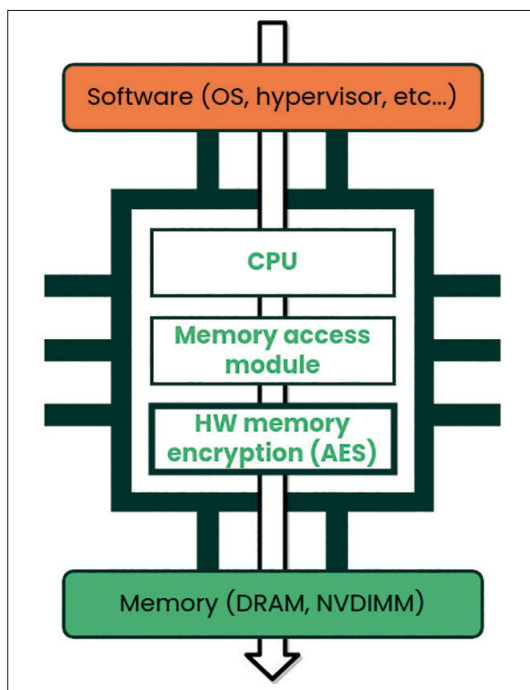 Software (OS, hypervisor, etc...)
CPU
Memory access
module
HW memory
encryption (AES)
Memory (DRAM, NVDIMM)